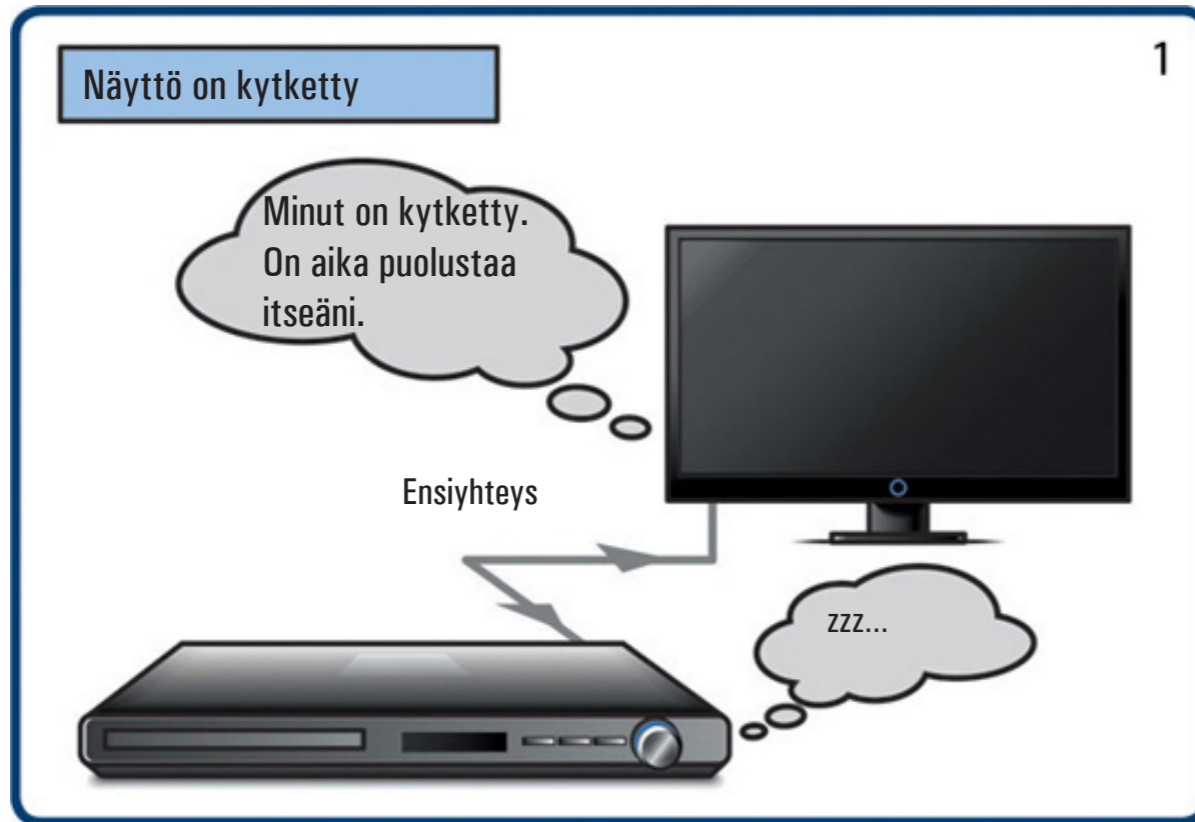 1
Näyttö on kytketty
Minut on kytketty.
On aika puolustaa
itseäni.
Ensiyhteys
zzz...